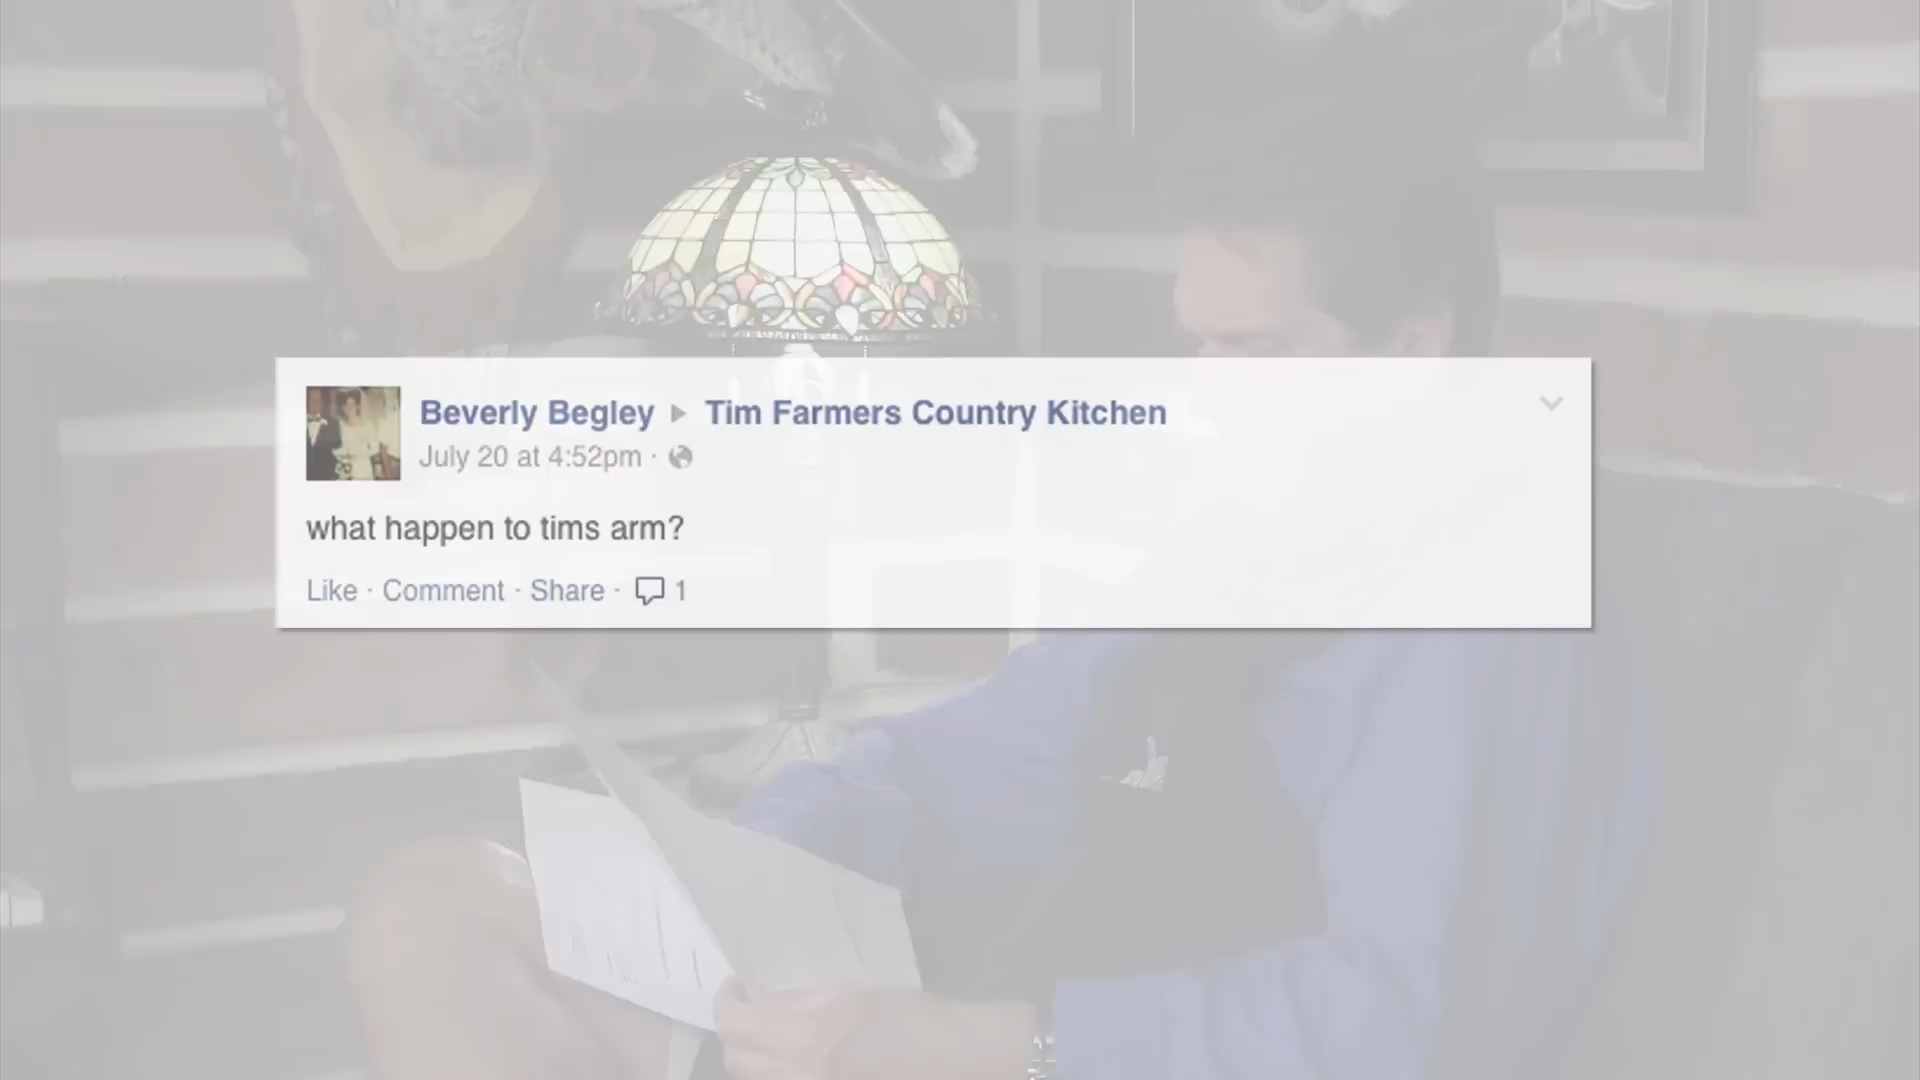 Beverly Begley ▸ Tim Farmers Country Kitchen
July 20 at 4:52pm ·
what happen to tims arm?
Like · Comment · Share · 1